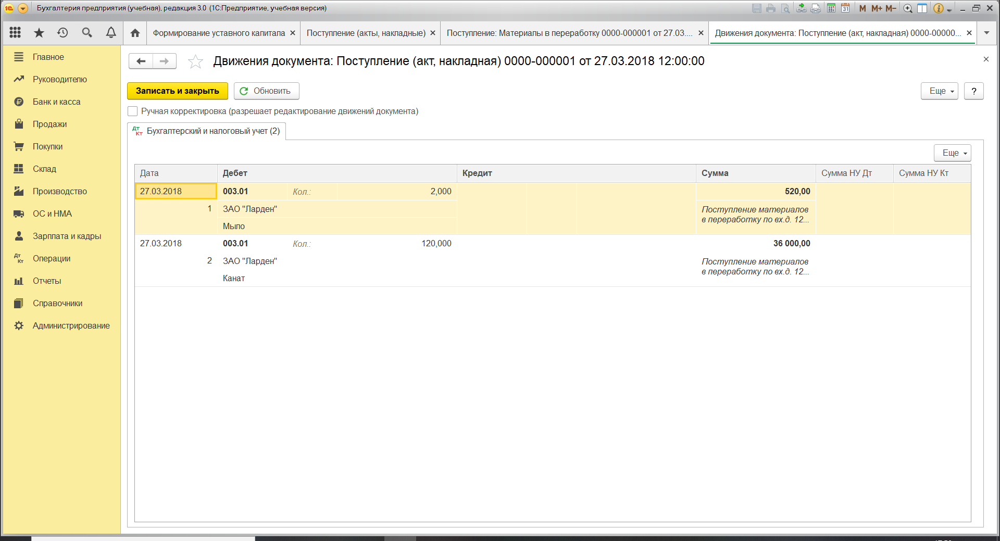 Бухгалтерия предприятия (учебная), редакция 3.0 (1С:Предприятие, учебная версия)
31 M M+ M-
Формирование уставного капитала
Поступление (акты, накладные)
Поступление: Материалы в переработку 0000-000001 от 27.03....
Движения документа: Поступление (акт, накладная) 0000-00000...
Главное
Руководителю
Банк и касса
Продажи
Покупки
Склад
Производство
ОС и НМА
Зарплата и кадры
Дт Кт
Операции
Отчеты
Справочники
Администрирование
Движения документа: Поступление (акт, накладная) 0000-000001 от 27.03.2018 12:00:00
Записать и закрыть
Обновить
Еще
?
Ручная корректировка (разрешает редактирование движений документа)
Дт Кт Бухгалтерский и налоговый учет (2)
Еще
Дата Дебет Кредит Сумма Сумма НУ Дт Сумма НУ Кт
27.03.2018 003.01 Кол.: 2,000 520,00
1 ЗАО "Ларден" Поступление материалов
Мыло в переработку по вх.д. 12...
27.03.2018 003.01 Кол.: 120,000 36 000,00
2 ЗАО "Ларден" Поступление материалов
Канат в переработку по вх.д. 12...